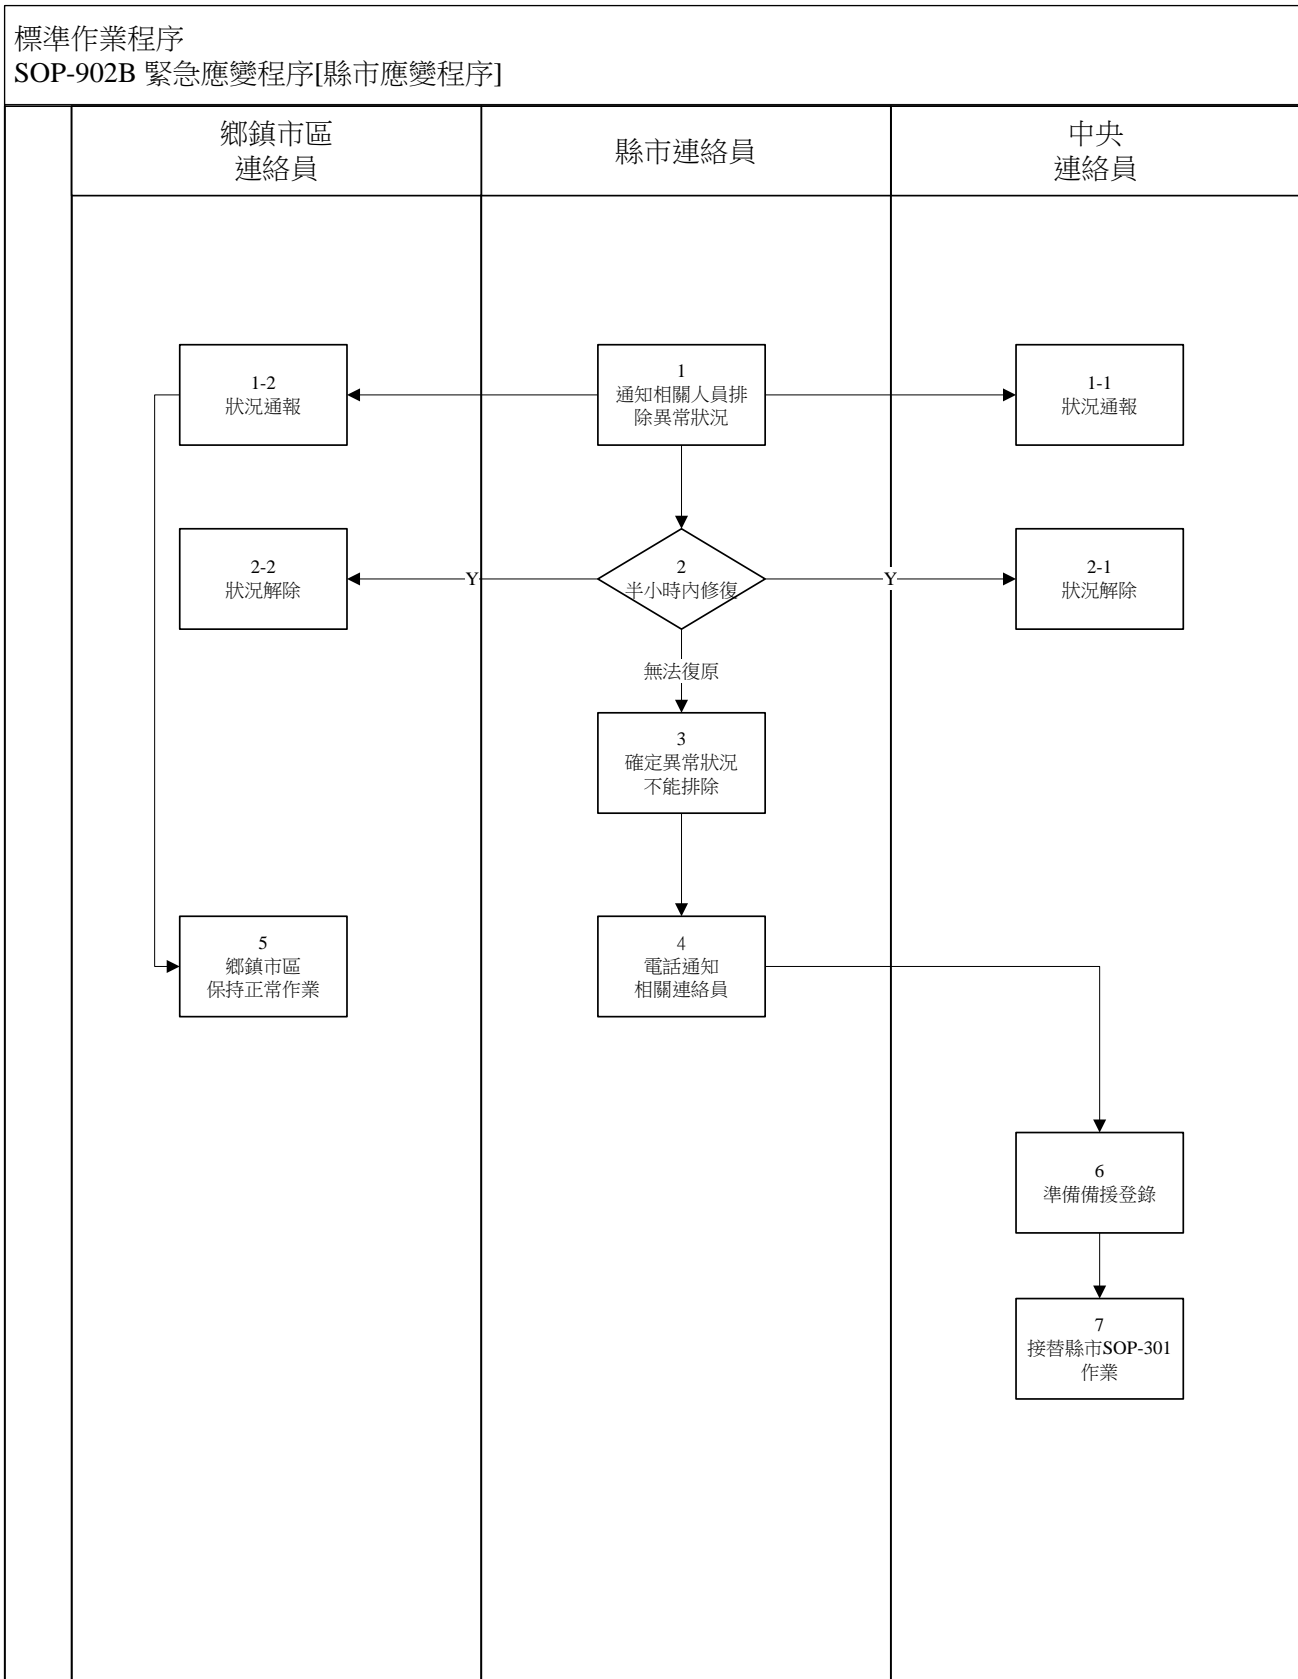 標準作業程序
SOP-902B 緊急應變程序[縣市應變程序]
鄉鎮市區
連絡員
縣市連絡員
中央
連絡員
1-2
狀況通報
1
通知相關人員排
除異常狀況
1-1
狀況通報
2-2
狀況解除
Y
2
半小時內修復
Y
2-1
狀況解除
無法復原
3
確定異常狀況
不能排除
5
鄉鎮市區
保持正常作業
4
電話通知
相關連絡員
6
準備備援登錄
7
接替縣市SOP-301
作業